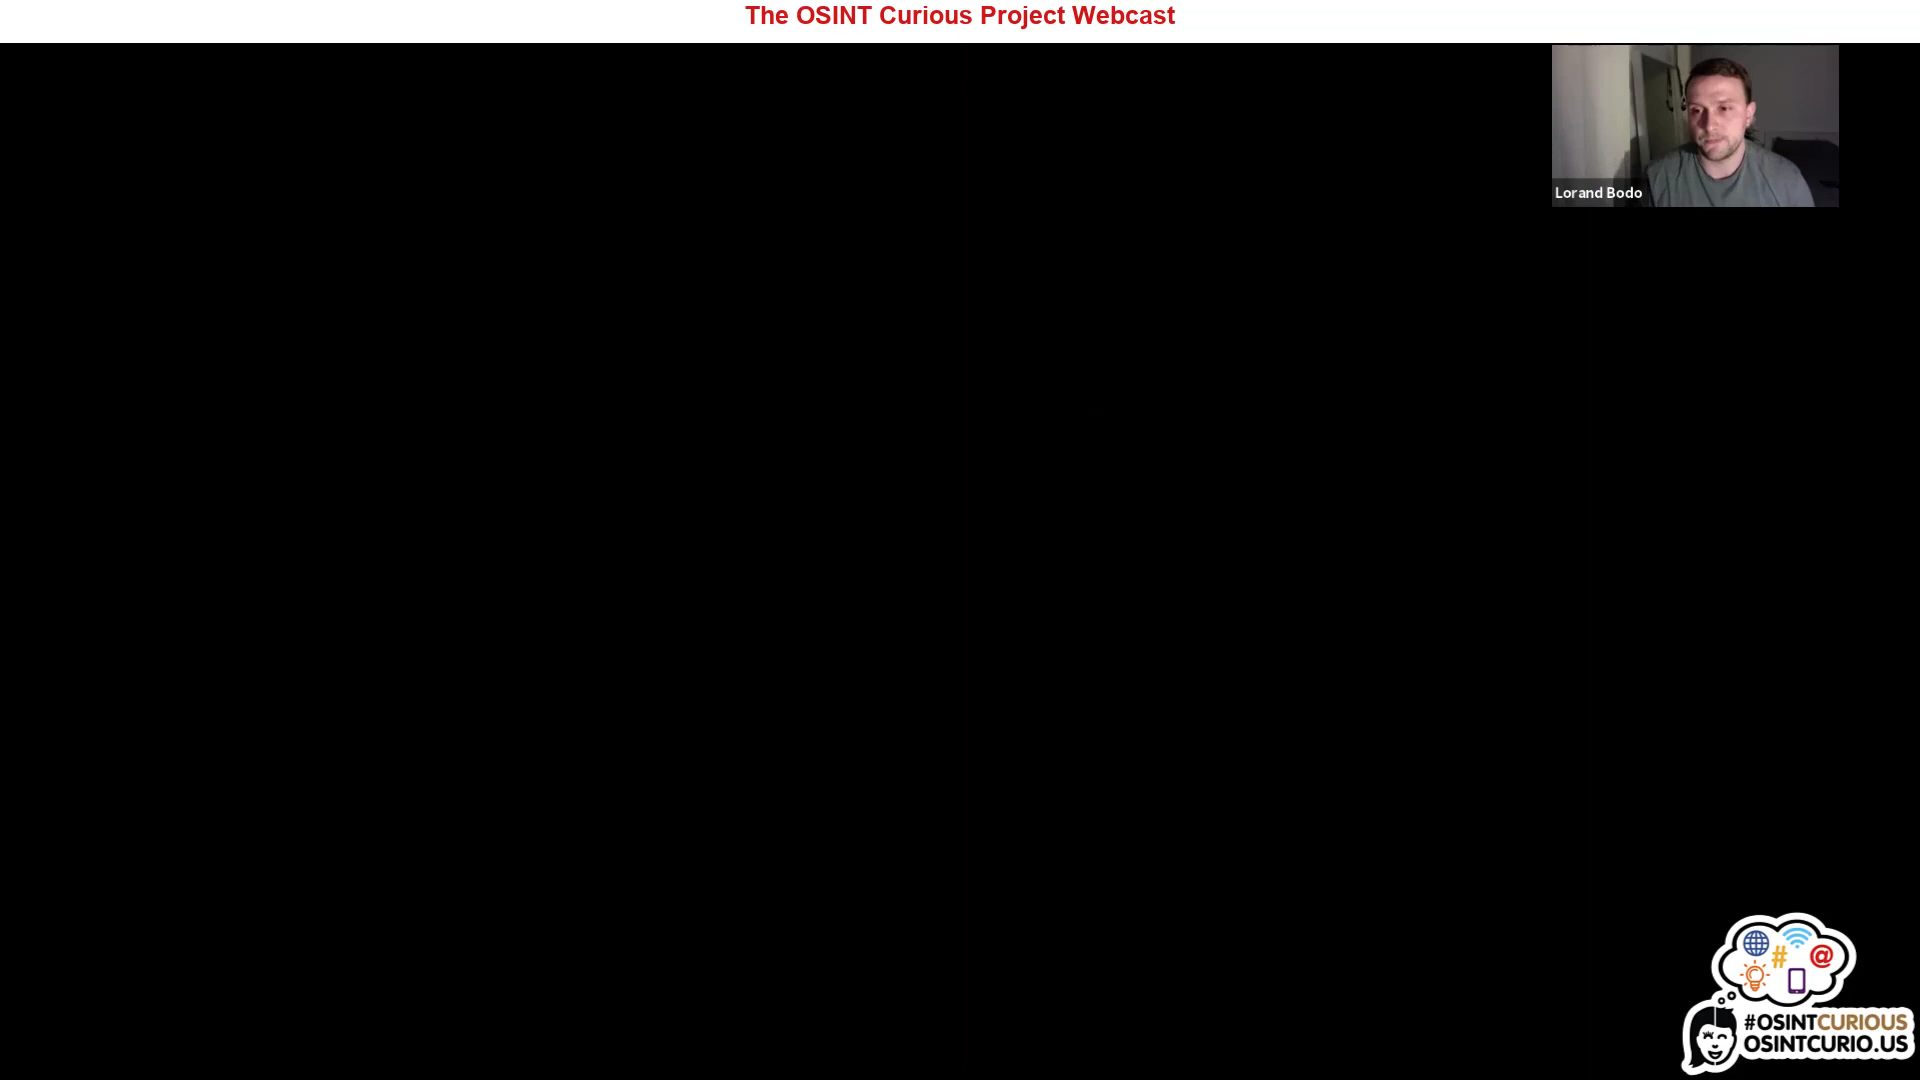 The OSINT Curious Project Webcast
Lorand Bodo
#
@
#OSINTCURIOUS
OSINTCURIO.US